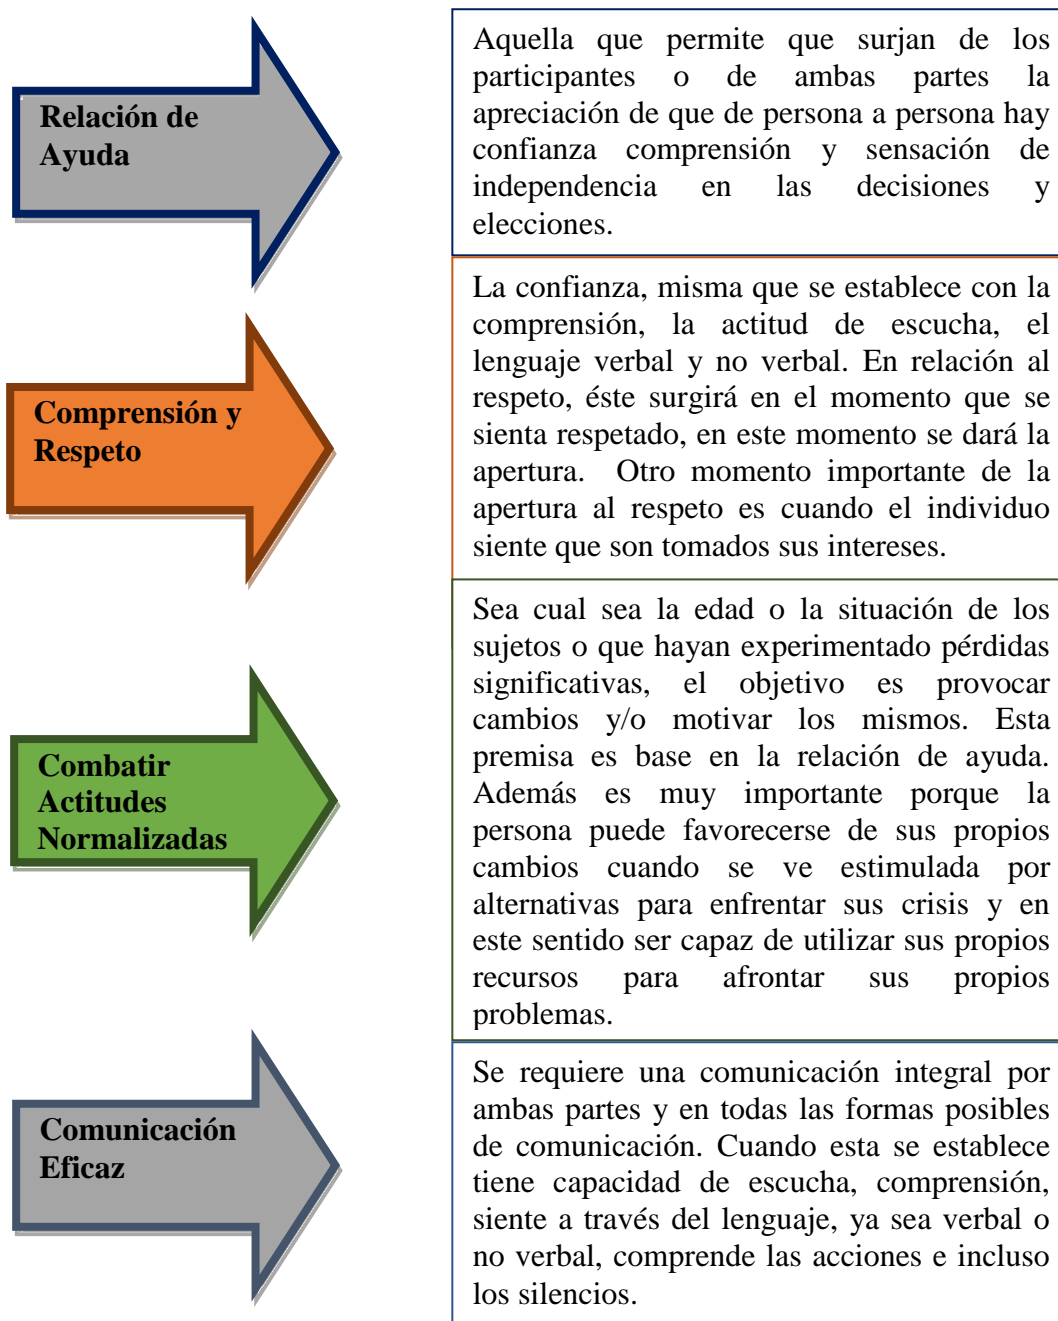 Relación de
Ayuda
Aquella que permite que surjan de los
participantes o de ambas partes la
apreciación de que de persona a persona hay
confianza comprensión y sensación de
independencia en las decisiones y
elecciones.
Comprensión y
Respeto
La confianza, misma que se establece con la
comprensión, la actitud de escucha, el
lenguaje verbal y no verbal. En relación al
respeto, éste surgirá en el momento que se
sienta respetado, en este momento se dará la
apertura. Otro momento importante de la
apertura al respeto es cuando el individuo
siente que son tomados sus intereses.
Combatir
Actitudes
Normalizadas
Sea cual sea la edad o la situación de los
sujetos o que hayan experimentado pérdidas
significativas, el objetivo es provocar
cambios y/o motivar los mismos. Esta
premisa es base en la relación de ayuda.
Además es muy importante porque la
persona puede favorecerse de sus propios
cambios cuando se ve estimulada por
alternativas para enfrentar sus crisis y en
este sentido ser capaz de utilizar sus propios
recursos para afrontar sus propios
problemas.
Comunicación
Eficaz
Se requiere una comunicación integral por
ambas partes y en todas las formas posibles
de comunicación. Cuando esta se establece
tiene capacidad de escucha, comprensión,
siente a través del lenguaje, ya sea verbal o
no verbal, comprende las acciones e incluso
los silencios.